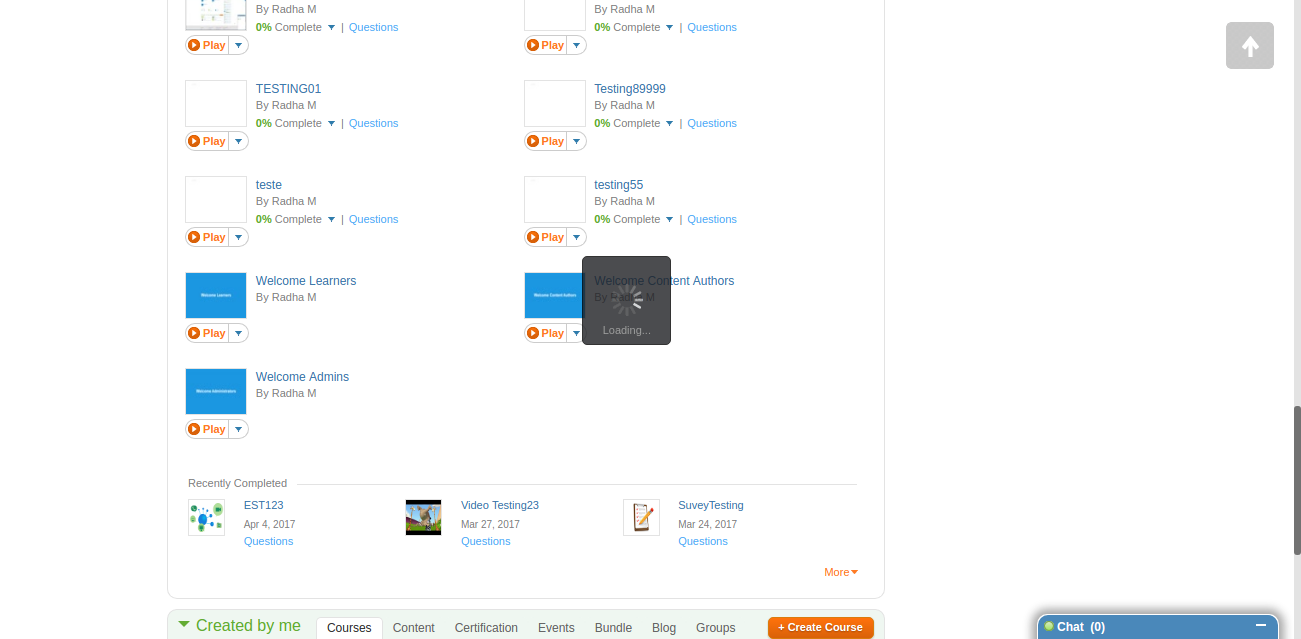 By Radha M
By Radha M
0% Complete | Questions
0% Complete | Questions
Play
Play
TESTING01
Testing89999
By Radha M
By Radha M
0% Complete | Questions
0% Complete | Questions
Play
Play
teste
testing55
By Radha M
By Radha M
0% Complete | Questions
0% Complete | Questions
Play
Play
Welcome Learners
Welcome Learners
By Radha M
Welcome Content Authors
Welcome Content Authors
By Radha M
Loading...
Play
Play
Welcome Administrators
Welcome Admins
By Radha M
Play
Recently Completed
EST123
Video Testing23
SuveyTesting
Apr 4, 2017
Mar 27, 2017
Mar 24, 2017
Questions
Questions
Questions
More
Created by me
Courses
Content
Certification
Events
Bundle
Blog
Groups
+ Create Course
Chat (0)